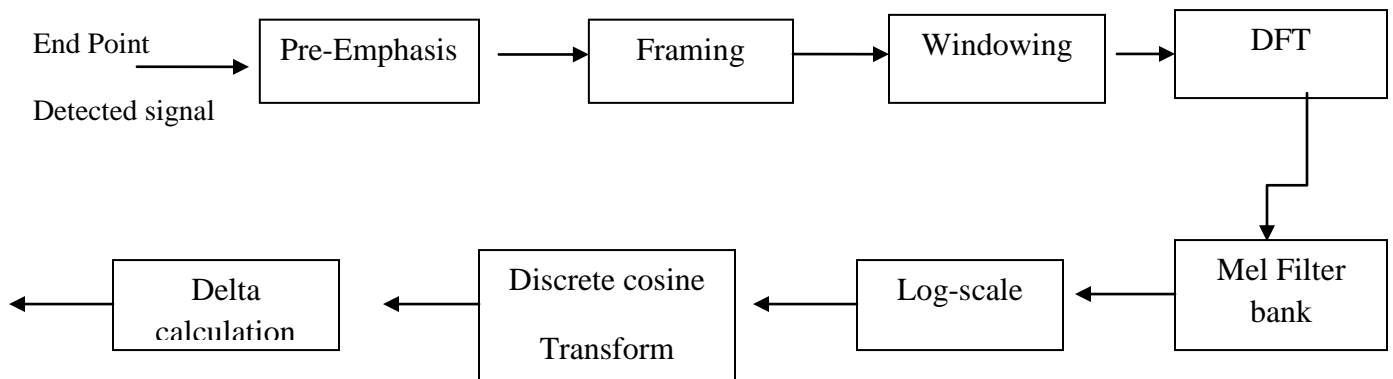 End Point
Detected signal
Pre-Emphasis
Framing
Windowing
DFT
Mel Filter
bank
Log-scale
Discrete cosine
Transform
Delta
calculation